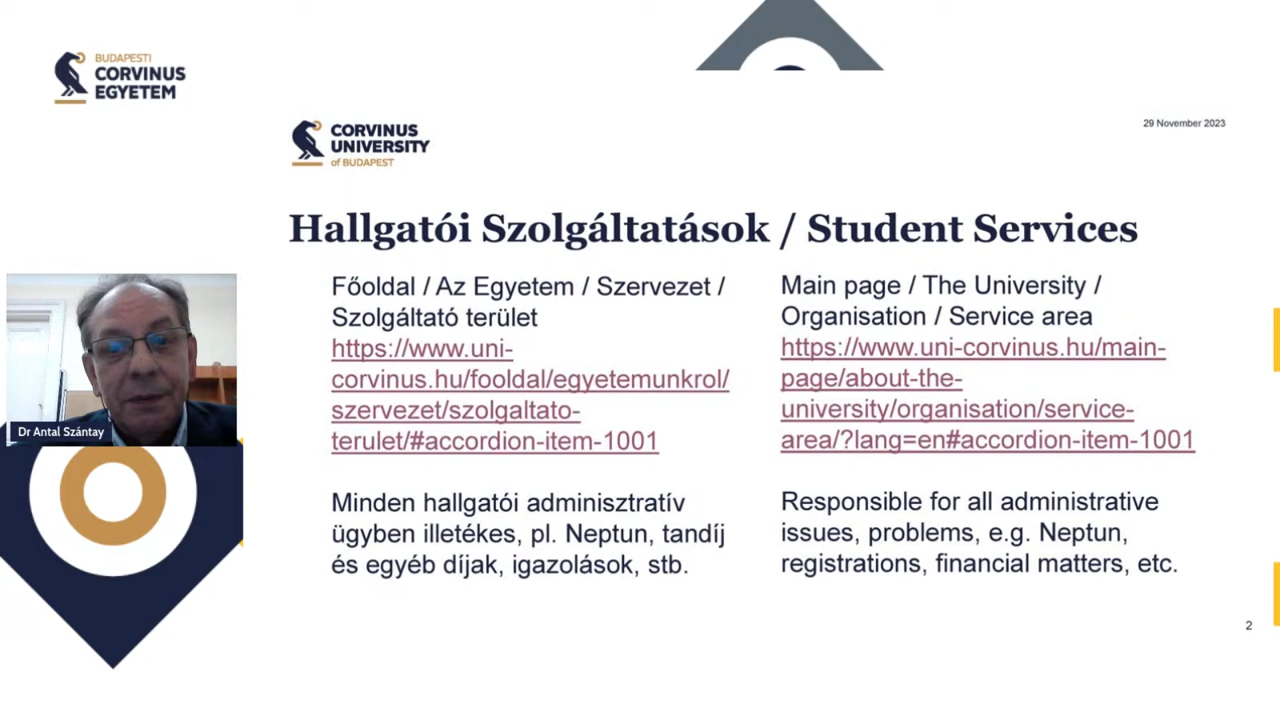 BUDAPESTI
CORVINUS
EGYETEM
CORVINUS
UNIVERSITY
of BUDAPEST
29 November 2023
Hallgatói Szolgáltatások / Student Services
Főoldal / Az Egyetem / Szervezet /
Szolgáltató terület
https://www.uni-
corvinus.hu/fooldal/egyetemunkrol/
szervezet/szolgaltato-
terulet/#accordion-item-1001
Minden hallgatói adminisztratív
ügyben illetékes, pl. Neptun, tandíj
és egyéb díjak, igazolások, stb.
Main page / The University /
Organisation / Service area
https://www.uni-corvinus.hu/main-
page/about-the-
university/organisation/service-
area/?lang=en#accordion-item-1001
Responsible for all administrative
issues, problems, e.g. Neptun,
registrations, financial matters, etc.
Dr Antal Szántay
2